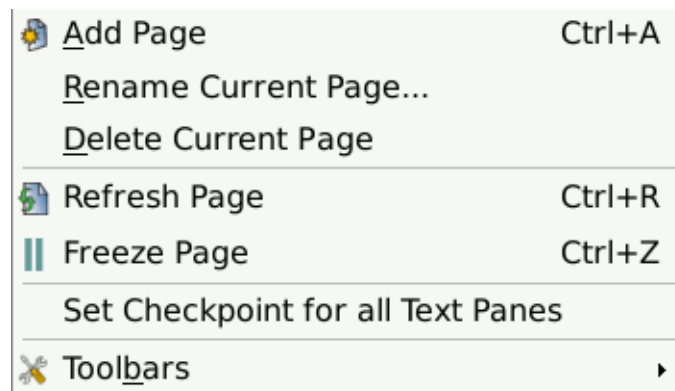 Add Page Ctrl+A
Rename Current Page...
Delete Current Page
Refresh Page Ctrl+R
Freeze Page Ctrl+Z
Set Checkpoint for all Text Panes
Toolbars